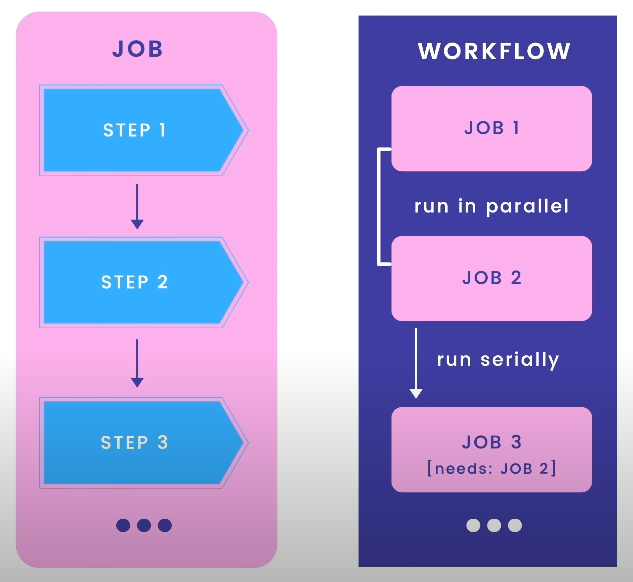 JOB
STEP 1
STEP 2
STEP 3
WORKFLOW
JOB 1
run in parallel
JOB 2
run serially
JOB 3
[needs: JOB 2]